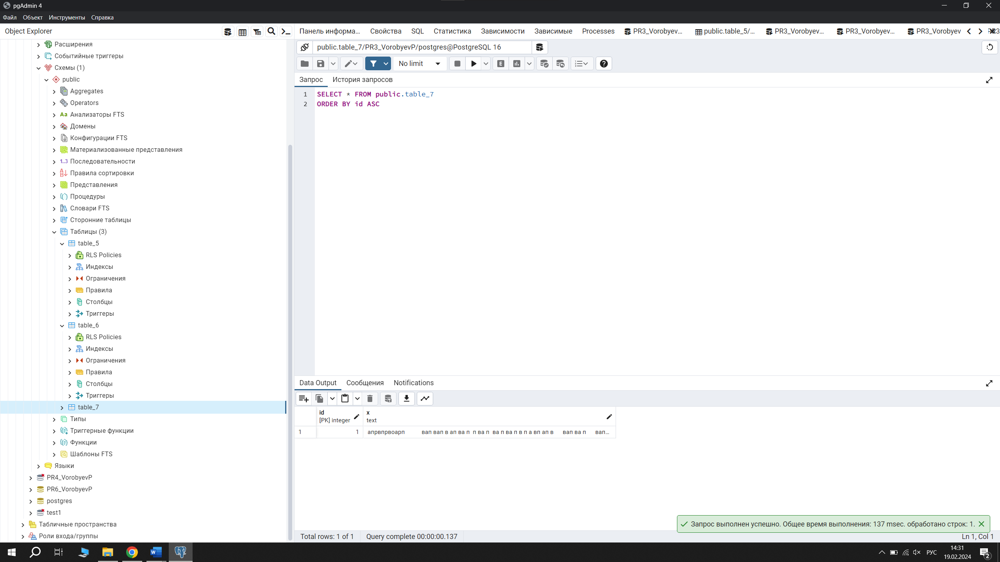 pgAdmin 4
Файл Объект Инструменты Справка
Object Explorer
Панель информа... Свойства SQL Статистика Зависимости Зависимые Processes PR3_Vorobyev... public.table_5/... PR3_Vorobyev... PR3_Vorobyev... PR3_Vorobyev
public.table_7/PR3_VorobyevP/postgres@PostgreSQL 16
No limit
Запрос История запросов
1 SELECT * FROM public.table_7
2 ORDER BY id ASC
Расширения
Событийные триггеры
Схемы (1)
public
Aggregates
Operators
Анализаторы FTS
Домены
Конфигурации FTS
Материализованные представления
Последовательности
Правила сортировки
Представления
Процедуры
Словари FTS
Сторонние таблицы
Таблицы (3)
table_5
RLS Policies
Индексы
Ограничения
Правила
Столбцы
Триггеры
table_6
RLS Policies
Индексы
Ограничения
Правила
Столбцы
Триггеры
table_7
Типы
Триггерные функции
Функции
Шаблоны FTS
Языки
PR4_VorobyevP
PR6_VorobyevP
postgres
test1
Табличные пространства
Роли входа/группы
Data Output Сообщения Notifications
id x
[PK] integer text
1 1 апрвпрвоарп вап вап в ап ва п п ва п ва п ва п в п а вп ап в вап ва п вап...
Запрос выполнен успешно. Общее время выполнения: 137 msec. обработано строк: 1.
Total rows: 1 of 1 Query complete 00:00:00.137 Ln 1, Col 1
РУС 14:31
19.02.2024 2